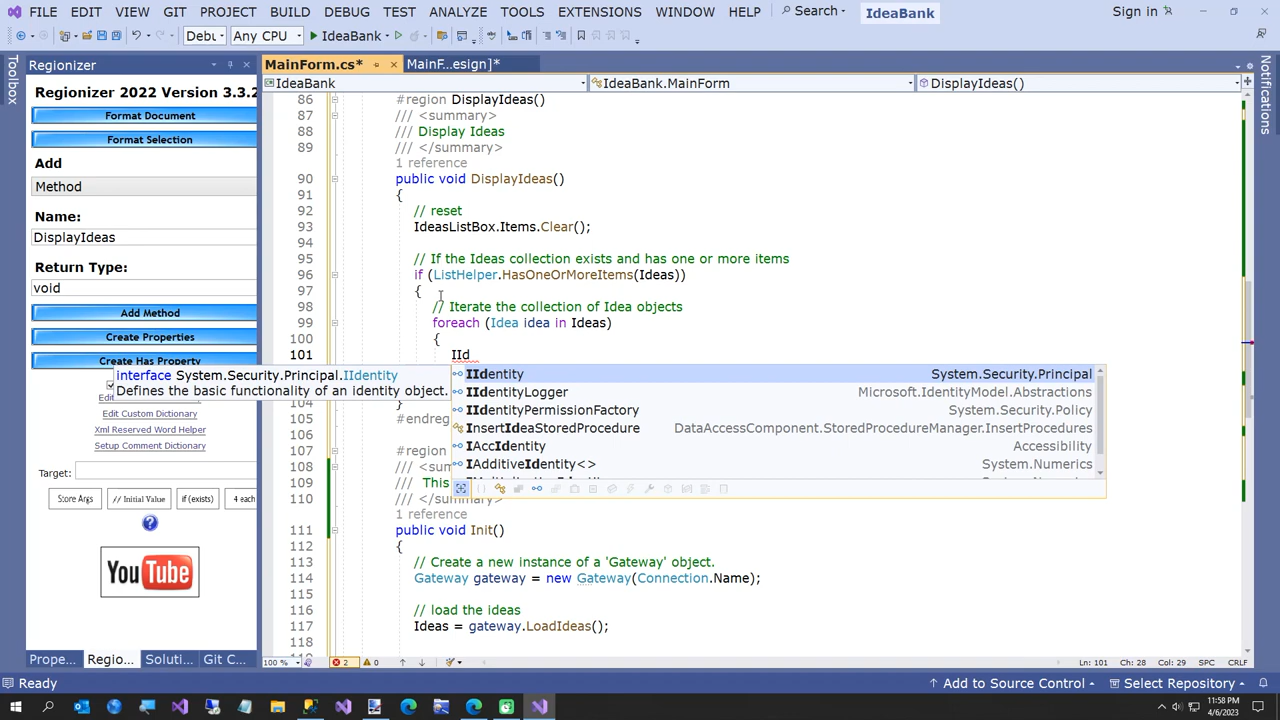 FILE EDIT VIEW GIT PROJECT BUILD DEBUG TEST ANALYZE TOOLS EXTENSIONS WINDOW HELP Search IdeaBank Sign in
Any CPU IdeaBank
Toolbox
Regionizer
MainForm.cs* MainF...esign]*
Notifications
IdeaBank IdeaBank.MainForm DisplayIdeas()
Regionizer 2022 Version 3.3.2
Format Document
Format Selection
Add
Method
Name:
DisplayIdeas
Return Type:
void
Add Method
Create Properties
Create Has Property
Edit Custom Dictionary
Xml Reserved Word Helper
Setup Comment Dictionary
Target:
Store Args // Initial Value if (exists) 4 each
?
YouTube
Prope... Regio... Soluti... Git C...
86 #region DisplayIdeas()
87 /// <summary>
88 /// Display Ideas
89 /// </summary>
1 reference
90 public void DisplayIdeas()
91 {
92 // reset
93 IdeasListBox.Items.Clear();
94
95 // If the Ideas collection exists and has one or more items
96 if (ListHelper.HasOneOrMoreItems(Ideas))
97 {
98 // Iterate the collection of Idea objects
99 foreach (Idea idea in Ideas)
100 {
101 IId
interface System.Security.Principal.IIdentity
Defines the basic functionality of an identity object.
IIdentity System.Security.Principal
IIdentityLogger Microsoft.IdentityModel.Abstractions
IIdentityPermissionFactory System.Security.Policy
InsertIdeaStoredProcedure DataAccessComponent.StoredProcedureManager.InsertProcedures
IAccIdentity Accessibility
IAdditiveIdentity<> System.Numerics
104 }
105 #endreg
106
107 #region
108 /// <sum
109 /// This
110 /// </summary>
1 reference
111 public void Init()
112 {
113 // Create a new instance of a 'Gateway' object.
114 Gateway gateway = new Gateway(Connection.Name);
115
116 // load the ideas
117 Ideas = gateway.LoadIdeas();
118
100 % 2 0 Ln: 101 Ch: 28 Col: 29 SPC CRLF
Ready Add to Source Control Select Repository
11:58 PM
4/6/2023